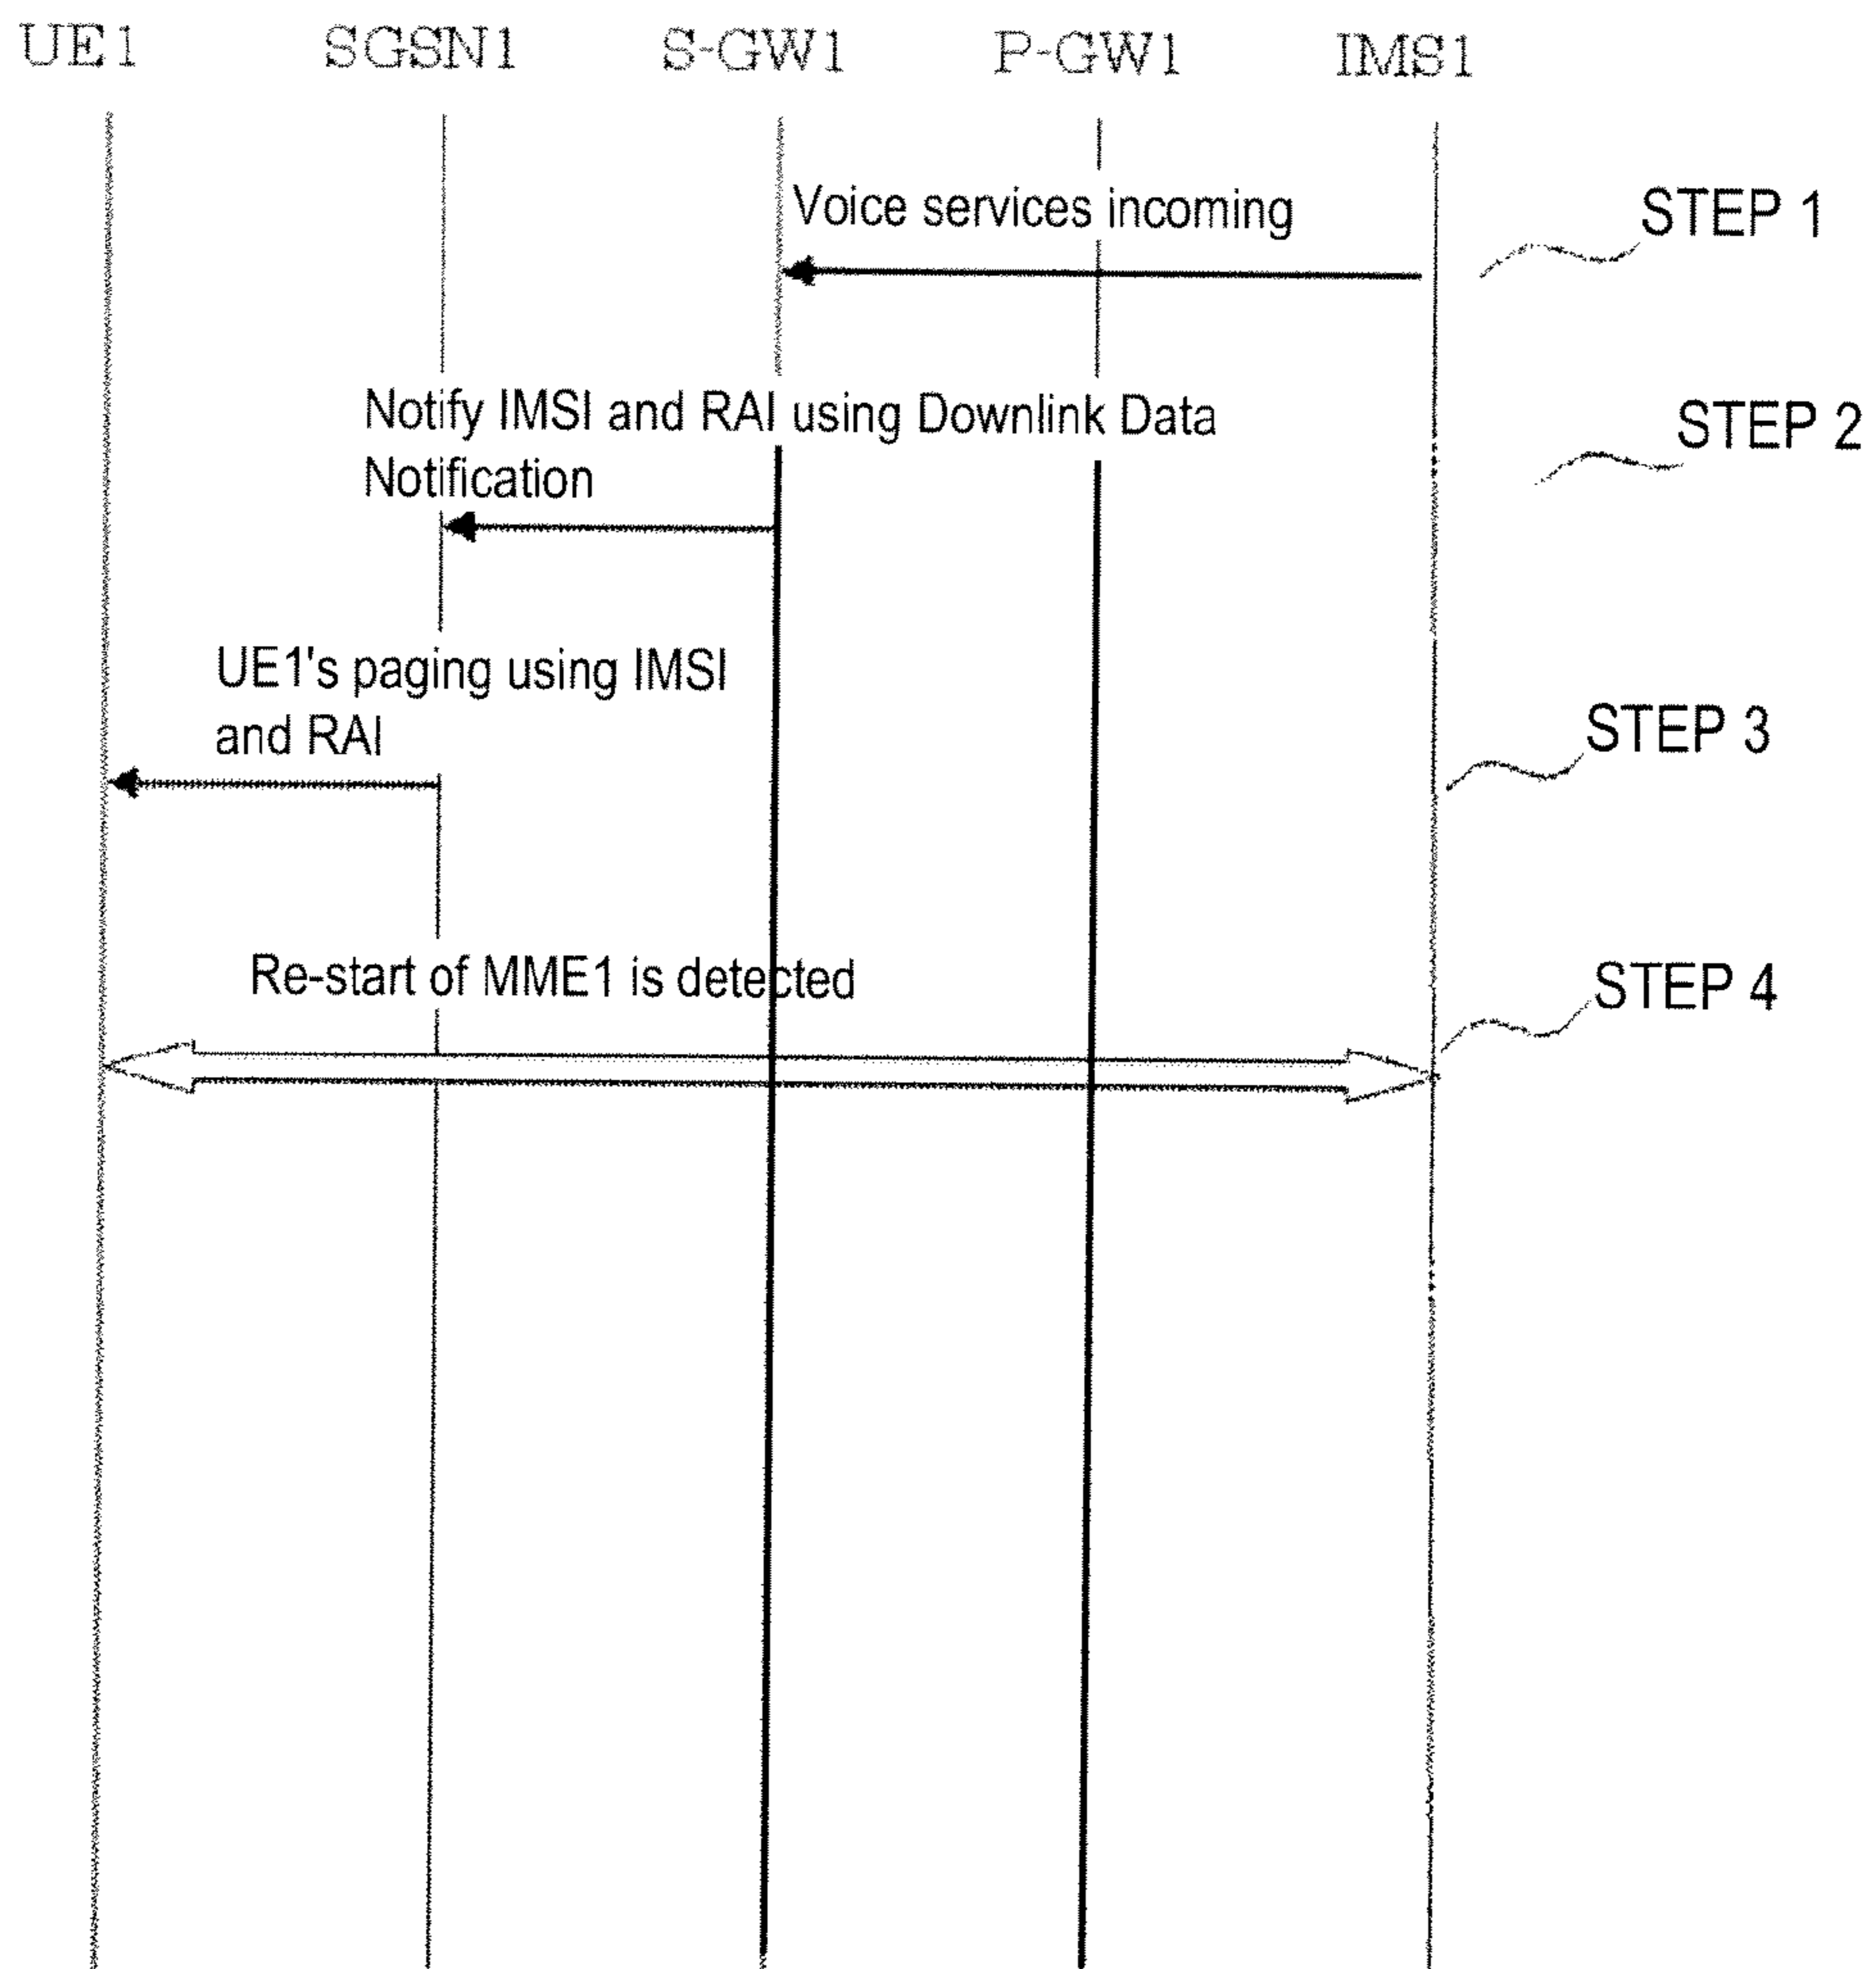 UE1 SGSN1 S-GW1 P-GW1 IMS1
Voice services incoming
STEP 1
Notify IMSI and RAI using Downlink Data
Notification
STEP 2
UE1's paging using IMSI
and RAI
STEP 3
Re-start of MME1 is detected
STEP 4